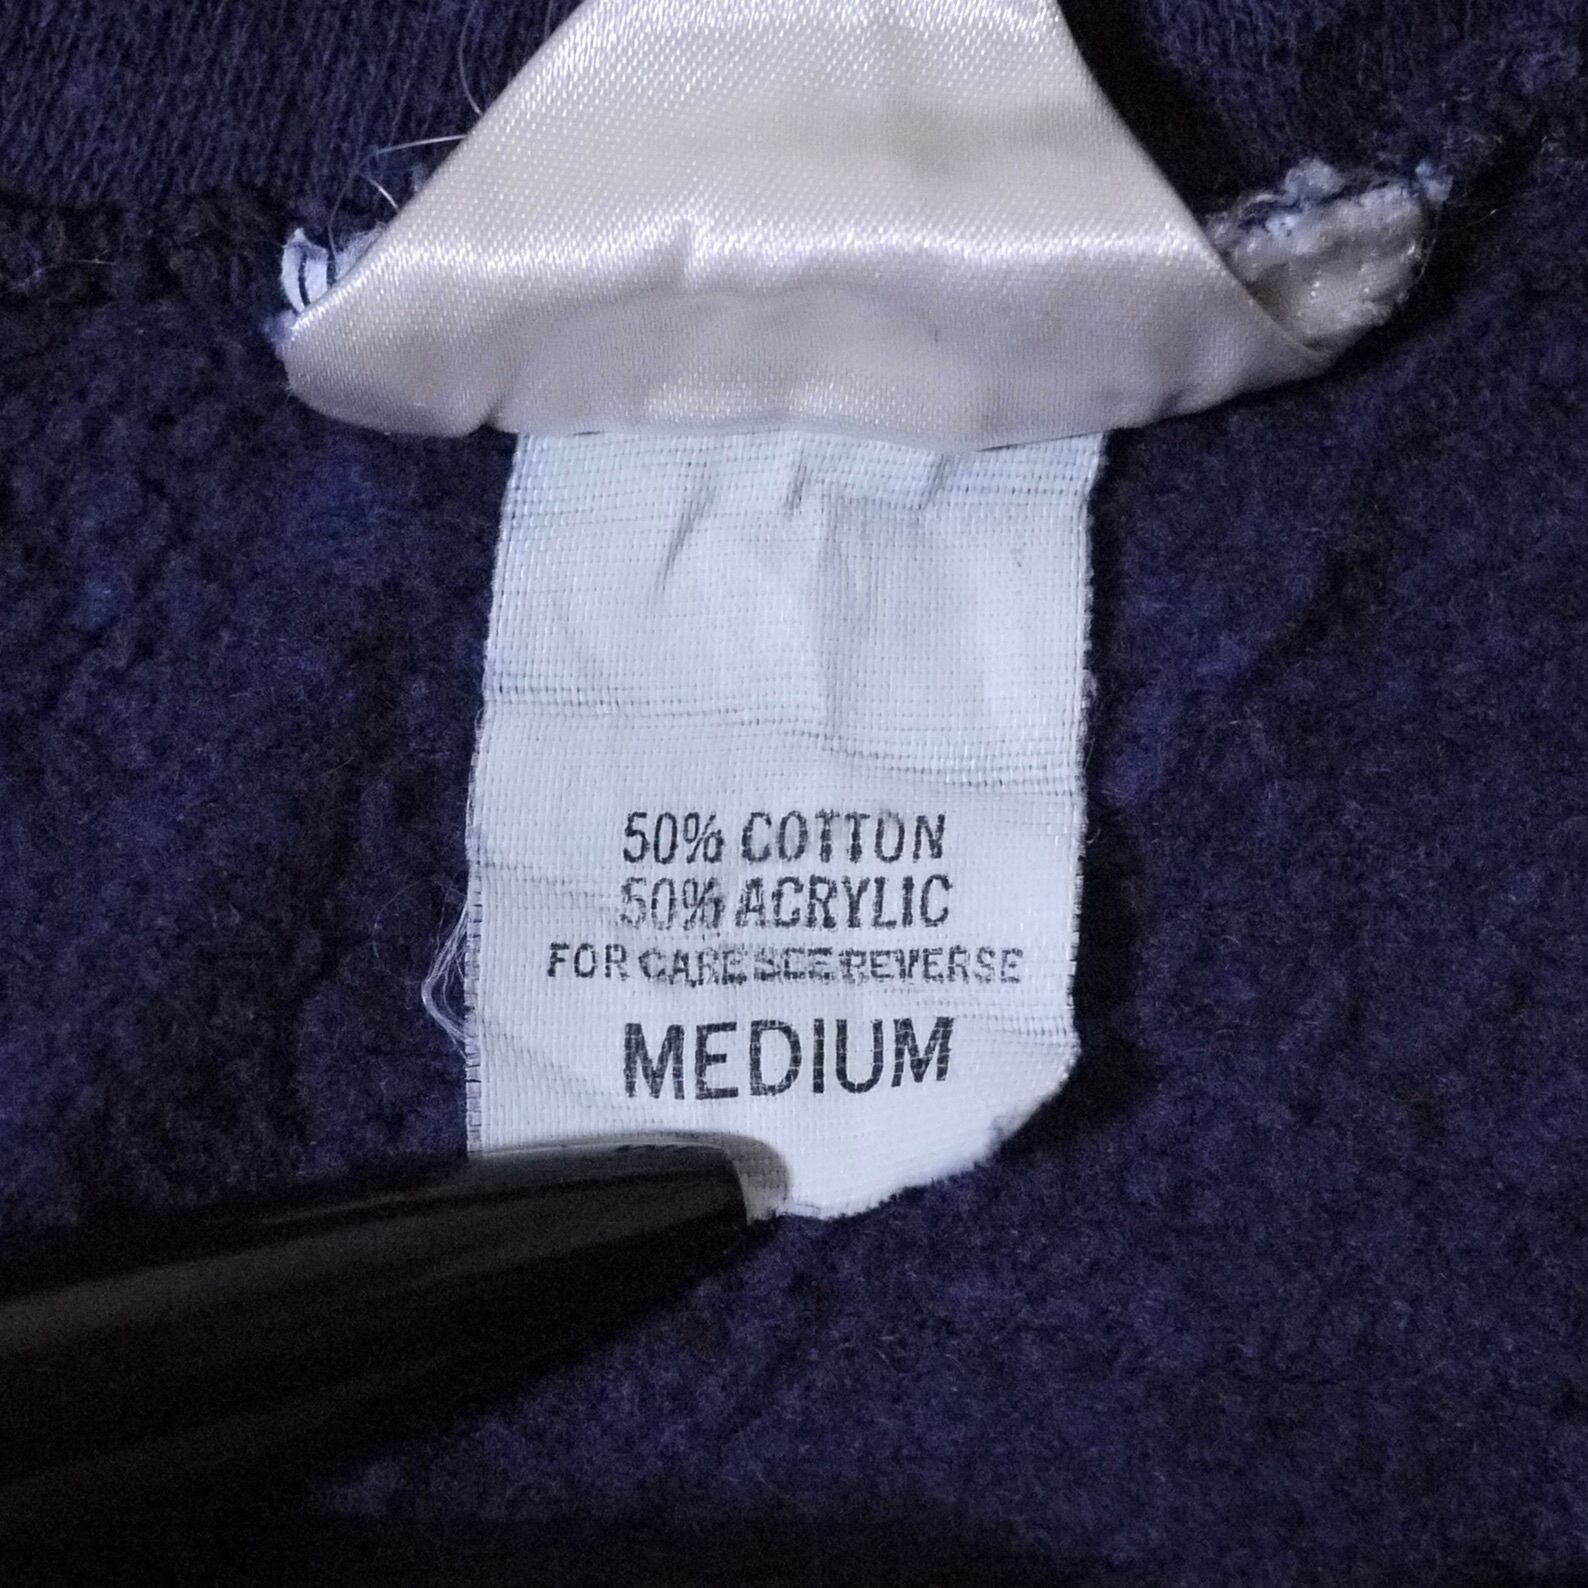 50% COTTON
50% ACRYLIC
FOR CARE SEE REVERSE
MEDIUM